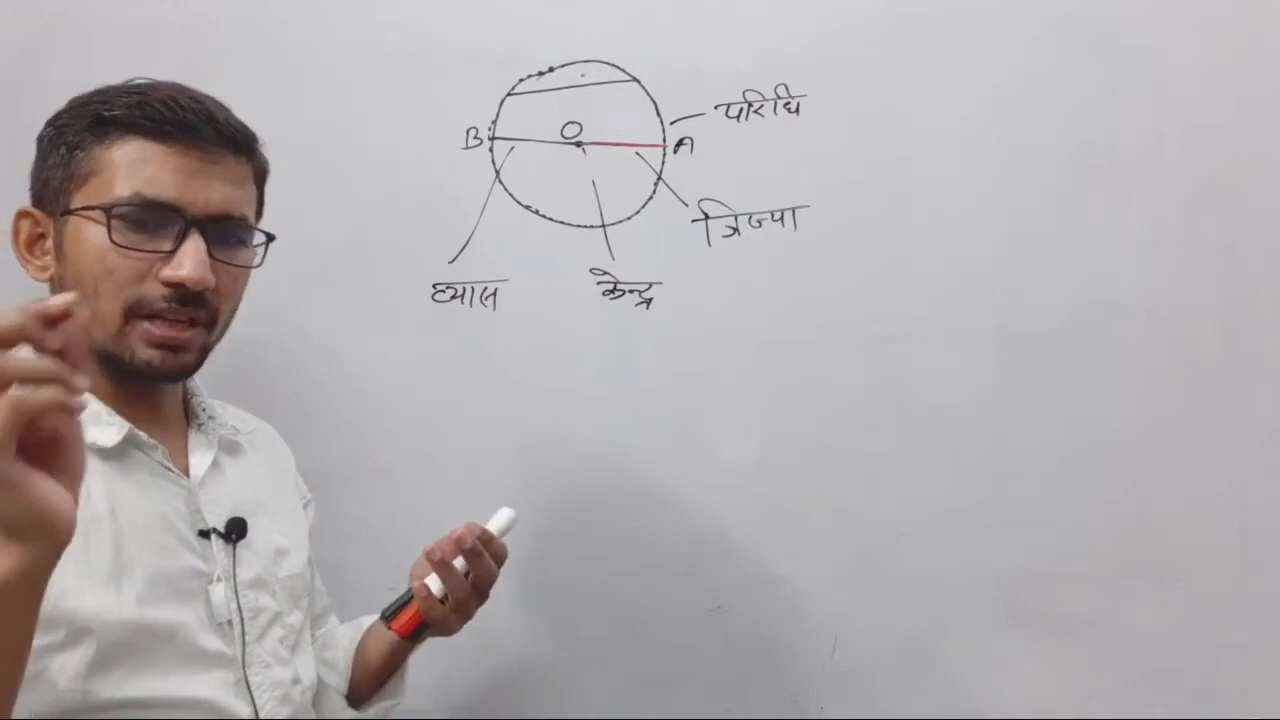 परिधि
B
O
A
त्रिज्या
व्यास
केन्द्र